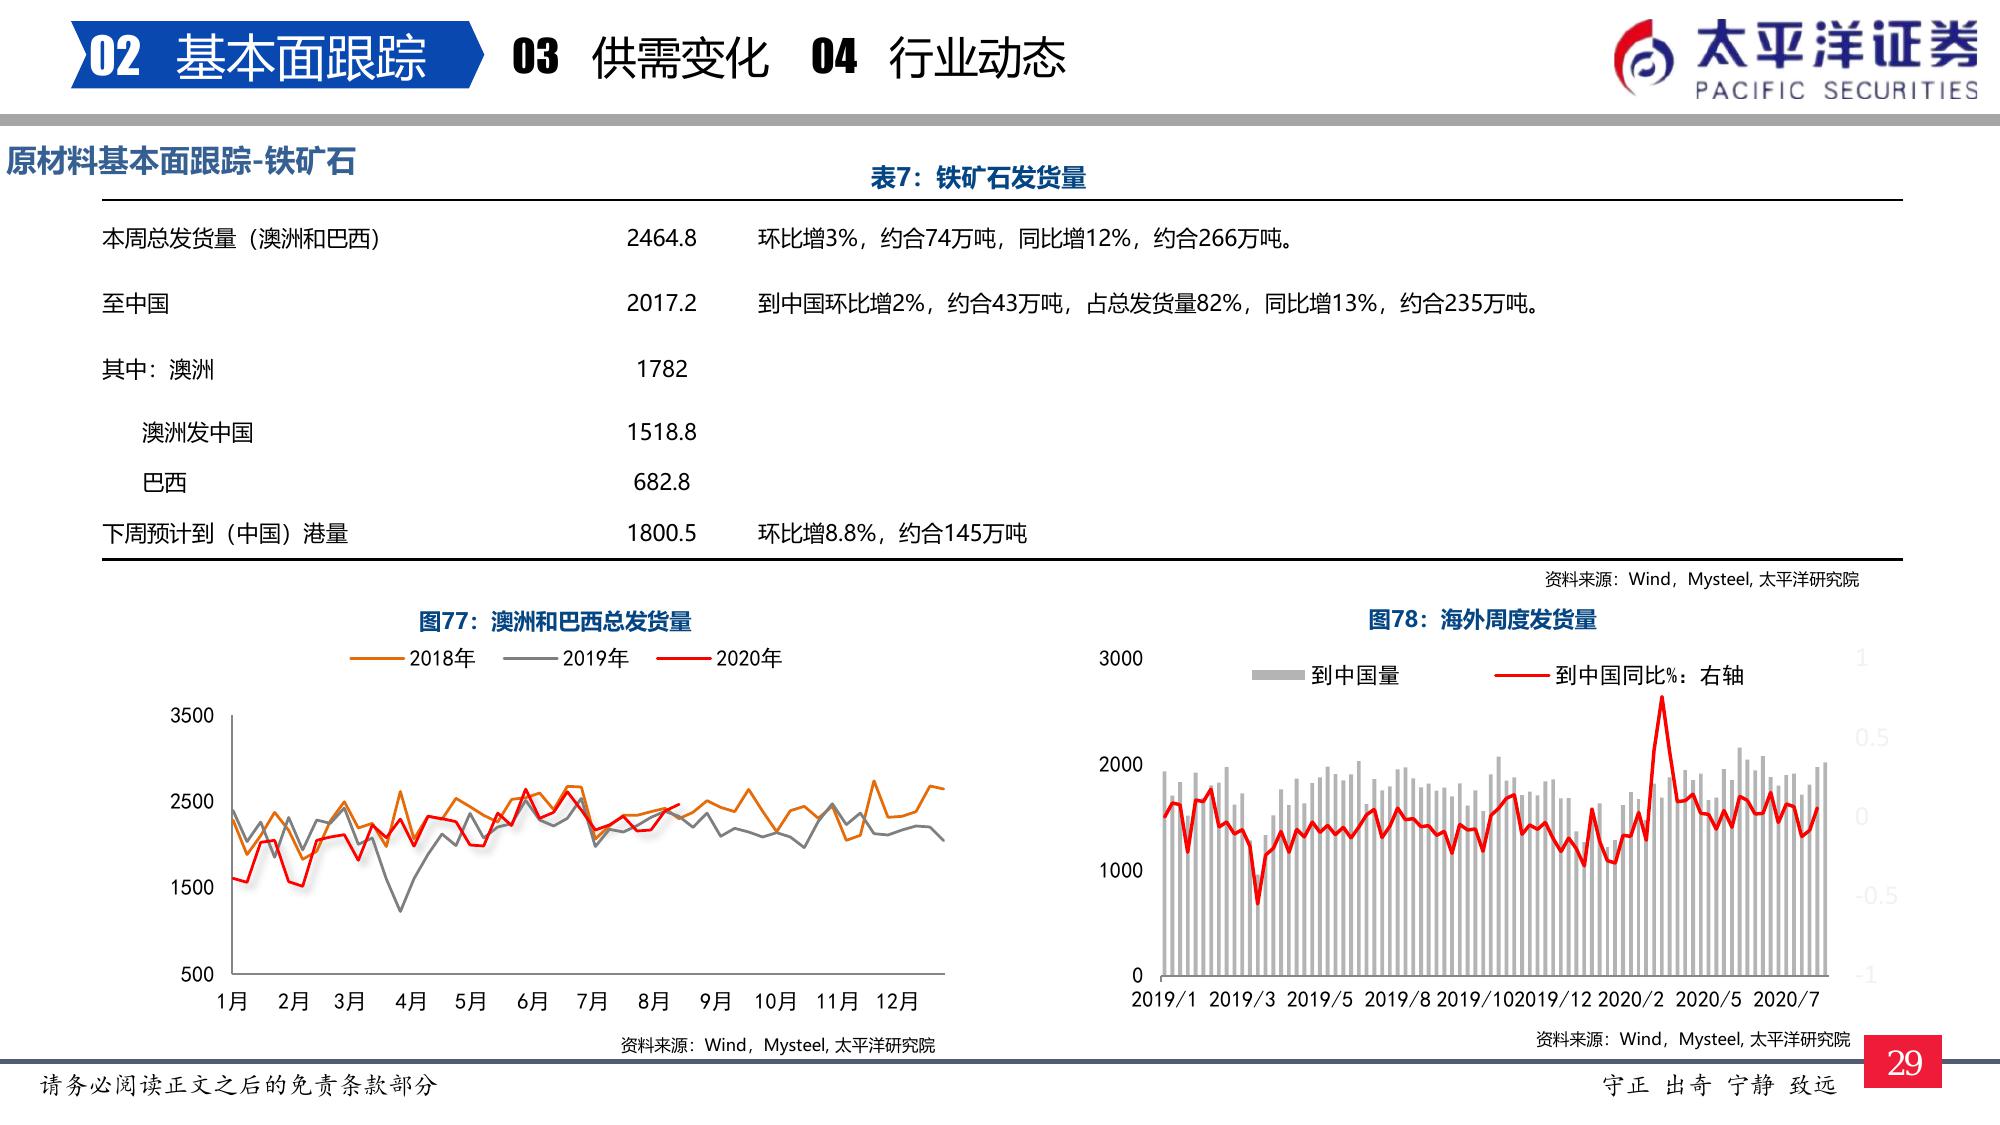 02 基本面跟踪 03 供需变化 04 行业动态
太平洋证券
PACIFIC SECURITIES
原材料基本面跟踪-铁矿石
表7：铁矿石发货量
本周总发货量（澳洲和巴西） 2464.8 环比增3%，约合74万吨，同比增12%，约合266万吨。
至中国 2017.2 到中国环比增2%，约合43万吨，占总发货量82%，同比增13%，约合235万吨。
其中：澳洲 1782
澳洲发中国 1518.8
巴西 682.8
下周预计到（中国）港量 1800.5 环比增8.8%，约合145万吨
资料来源：Wind，Mysteel, 太平洋研究院
图77：澳洲和巴西总发货量
2018年 2019年 2020年
3500
2500
1500
500
1月 2月 3月 4月 5月 6月 7月 8月 9月 10月 11月 12月
资料来源：Wind，Mysteel, 太平洋研究院
图78：海外周度发货量
到中国量 到中国同比%：右轴
3000
2000
1000
0
1
0.5
0
-0.5
-1
2019/1 2019/3 2019/5 2019/8 2019/10 2019/12 2020/2 2020/5 2020/7
资料来源：Wind，Mysteel, 太平洋研究院
请务必阅读正文之后的免责条款部分
守正 出奇 宁静 致远
29